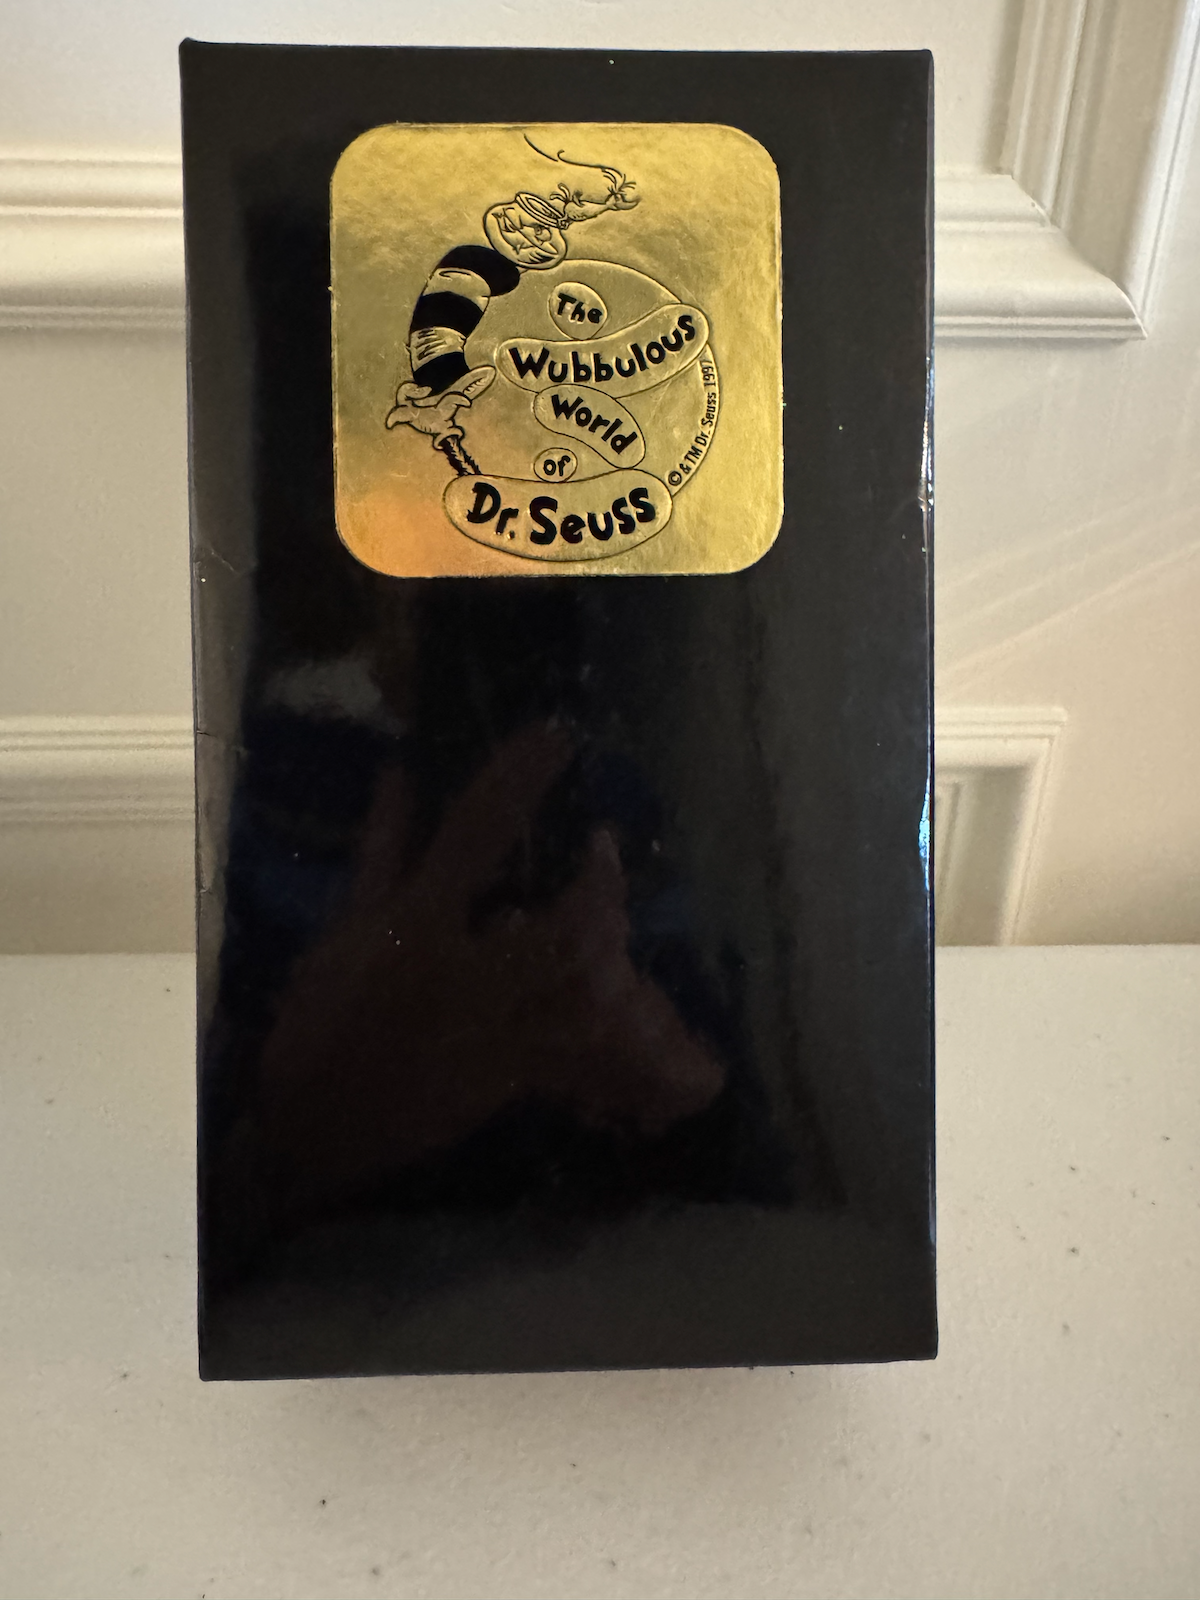 The
Wubbulous
World
of
Dr. Seuss
© & TM Dr. Seuss 1997